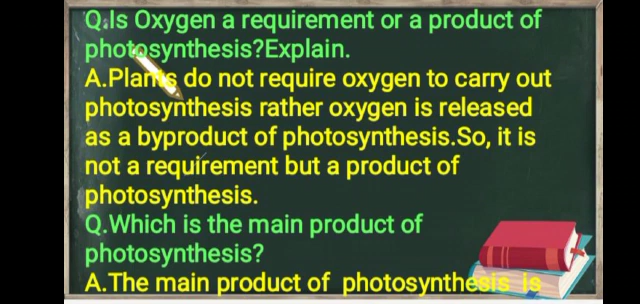 Q.Is Oxygen a requirement or a product of
photosynthesis?Explain.
A.Plants do not require oxygen to carry out
photosynthesis rather oxygen is released
as a byproduct of photosynthesis.So, it is
not a requirement but a product of
photosynthesis.
Q.Which is the main product of
photosynthesis?
A.The main product of photosynthesis is